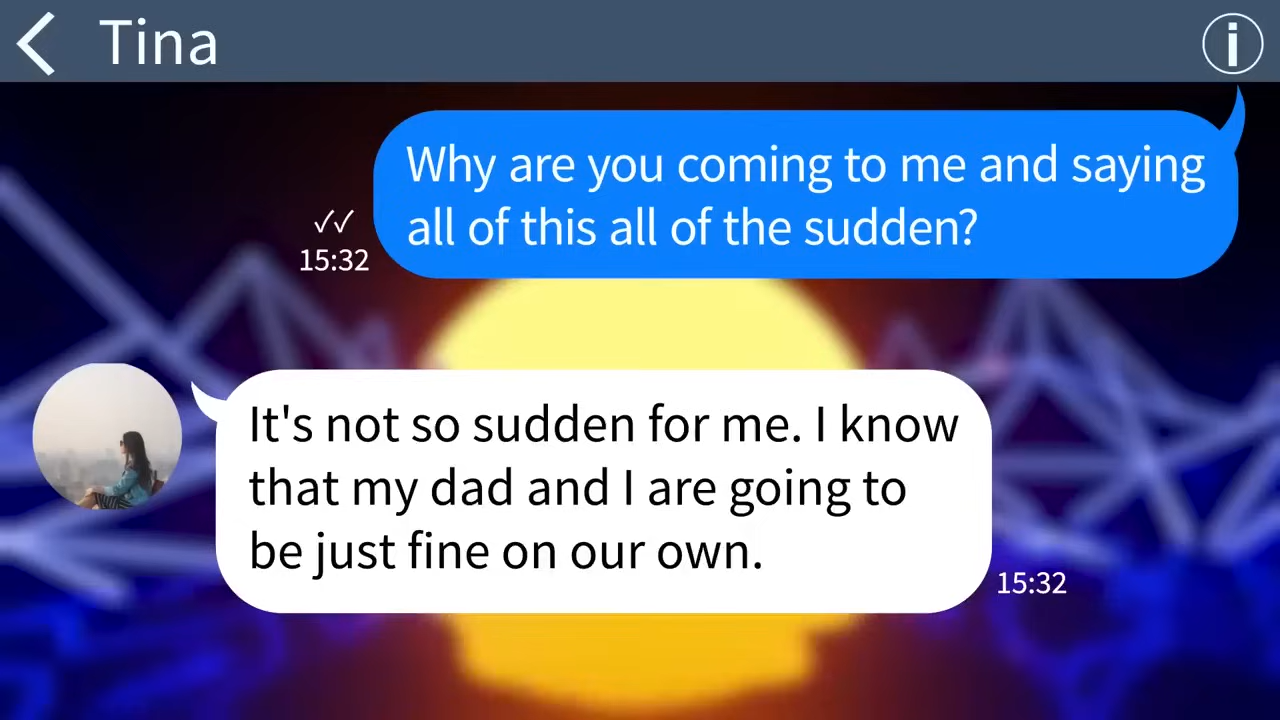 Tina
Why are you coming to me and saying
all of this all of the sudden?
✓✓
15:32
It's not so sudden for me. I know
that my dad and I are going to
be just fine on our own.
15:32